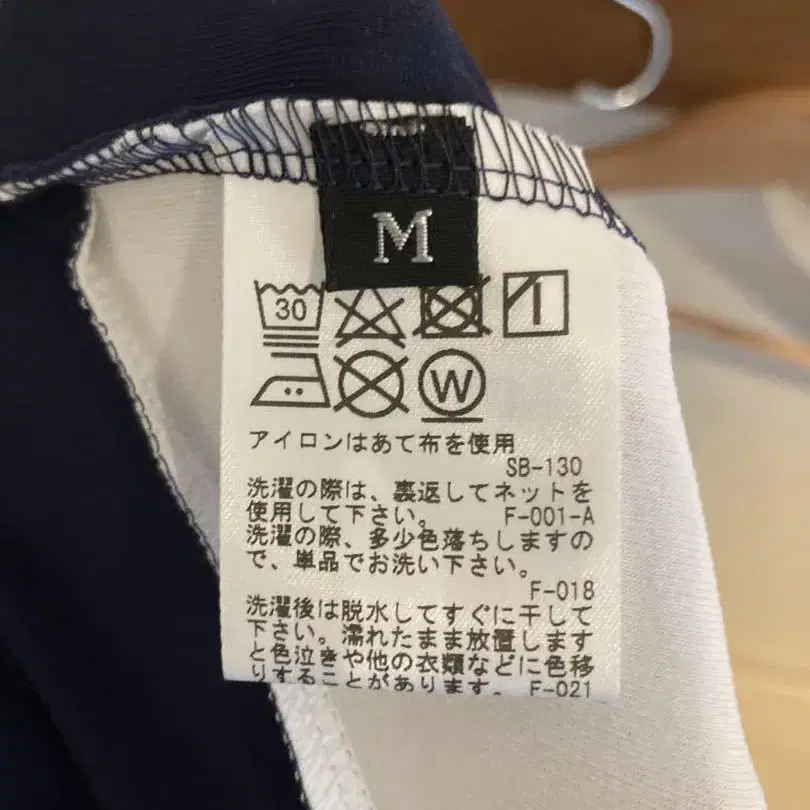 M
30
W
アイロンはあて布を使用
SB-130
洗濯の際は、裏返してネットを
使用して下さい。 F-001-A
洗濯の際、多少色落ちしますの
で、単品でお洗い下さい。
F-018
洗濯後は脱水してすぐに干して
下さい。濡れたまま放置します
と色泣きや他の衣類などに色移
りすることがあります。 F-021